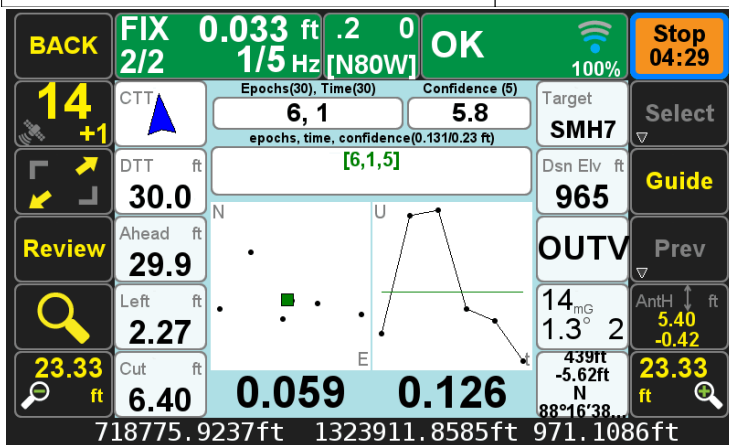 BACK
FIX 0.033 ft .2 0 OK
2/2 1/5 Hz [N80W] 100%
Stop
04:29
14
+1
CTT
Epochs(30), Time(30) Confidence (5)
6, 1 5.8
epochs, time, confidence(0.131/0.23 ft)
[6,1,5]
Target
SMH7
Select
DTT ft
30.0
Dsn Elv ft
965
Guide
Review
Ahead ft
29.9
N U
E t
OUTV
Prev
Left ft
2.27
14mG
1.3° 2
AntH ft
5.40
-0.42
23.33
ft
Cut ft
6.40
0.059 0.126
439ft
-5.62ft
N
88°16'38...
23.33
ft
718775.9237ft 1323911.8585ft 971.1086ft